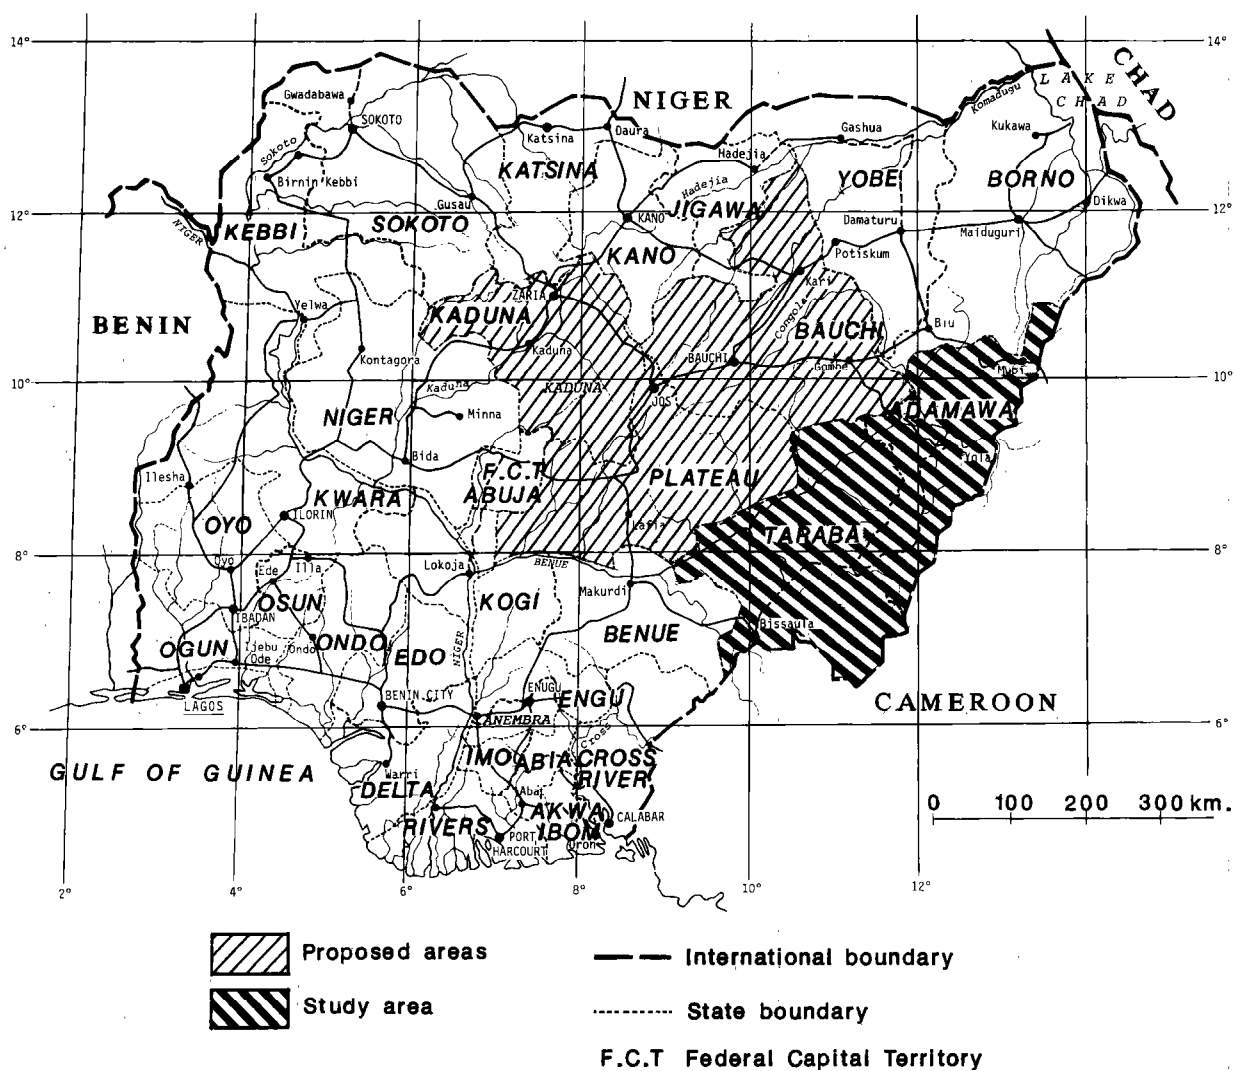 14°
14°
CHAD
LAKE
CHAD
NIGER
Gwadabawa
SOKOTO
Sokoto
Katsina
Daura
Komadugu
Gashua
Kukawa
Hadejia
KATSINA
Hadejia
YOBE
BORNO
Birnin Kebbi
Gusau
JIGAWA
KANO
Dikwa
12°
12°
NIGER
KEBBI
SOKOTO
Damaturu
Maiduguri
KANO
Potiskum
Kari
Yelwa
ZARIA
KADUNA
Gongola
BENIN
BAUCHI
Biu
Kaduna
Kontagora
BAUCHI
Gombe
Mubi
10°
10°
Kaduna
KADUNA
JOS
NIGER
Minna
ADAMAWA
Bida
Yola
Ilesha
F.C.T
ABUJA
PLATEAU
KWARA
OYO
ILORIN
Lafia
TARABA
8°
8°
Oyo
Ede
Illa
Lokoja
BENUE
OSUN
KOGI
Makurdi
IBADAN
Bissaula
OGUN
Ijebu
Ode
Ondo
ONDO
EDO
NIGER
BENUE
LAGOS
BENIN CITY
ENUGU
ENGU
CAMEROON
ANEMBRA
6°
6°
Cross
GULF OF GUINEA
IMO
ABIA
CROSS
RIVER
Warri
DELTA
Aba
AKWA
IBOM
RIVERS
CALABAR
PORT
HARCOURT
Oron
0 100 200 300 km.
2° 4° 6° 8° 10° 12°
Proposed areas
International boundary
Study area
State boundary
F.C.T Federal Capital Territory